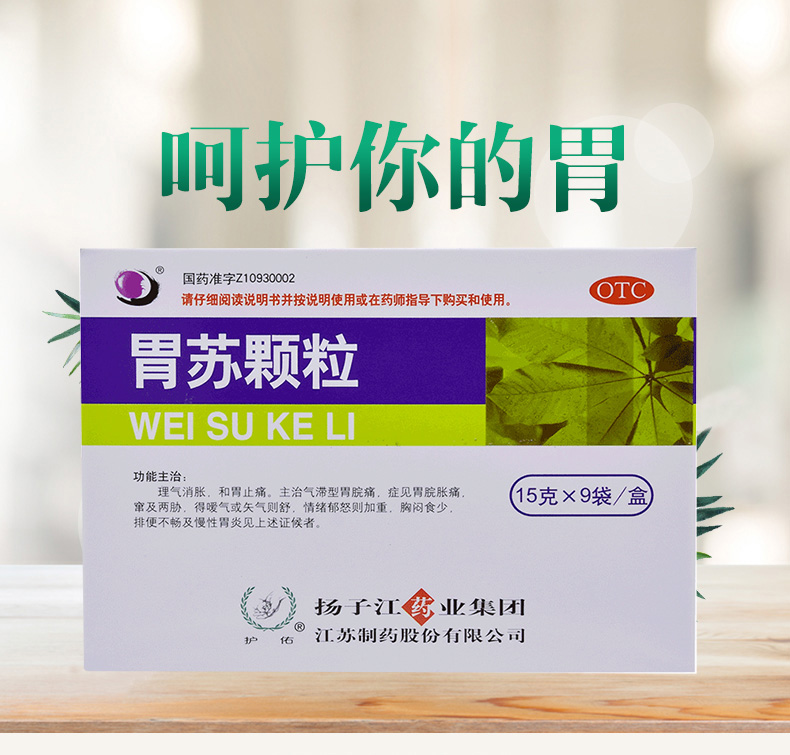 呵护你的胃
®
国药准字Z10930002
请仔细阅读说明书并按说明使用或在药师指导下购买和使用。
OTC
胃苏颗粒
WEI SU KE LI
功能主治：
理气消胀，和胃止痛。主治气滞型胃脘痛，症见胃脘胀痛，
窜及两胁，得嗳气或矢气则舒，情绪郁怒则加重，胸闷食少，
排便不畅及慢性胃炎见上述证候者。
15克×9袋/盒
护佑®
扬子江药业集团
江苏制药股份有限公司